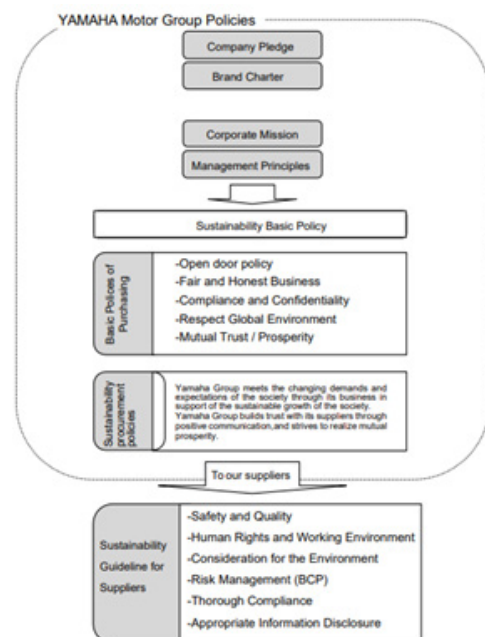 YAMAHA Motor Group Policies
Company Pledge
Brand Charter
Corporate Mission
Management Principles
Sustainability Basic Policy
Basic Polices of
Purchasing
-Open door policy
-Fair and Honest Business
-Compliance and Confidentiality
-Respect Global Environment
-Mutual Trust / Prosperity
Sustainability
procurement
policies
Yamaha Group meets the changing demands and
expectations of the society through its business in
support of the sustainable growth of the society.
Yamaha Group builds trust with its suppliers through
positive communication, and strives to realize mutual
prosperity.
To our suppliers
Sustainability
Guideline for
Suppliers
-Safety and Quality
-Human Rights and Working Environment
-Consideration for the Environment
-Risk Management (BCP)
-Thorough Compliance
-Appropriate Information Disclosure